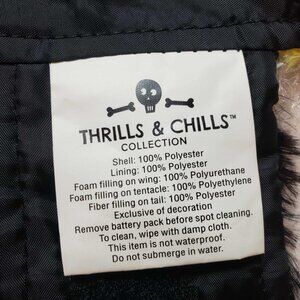 THRILLS & CHILLS™
COLLECTION
Shell: 100% Polyester
Lining: 100% Polyester
Foam filling on wing: 100% Polyurethane
Foam filling on tentacle: 100% Polyethylene
Fiber filling on tail: 100% Polyester
Exclusive of decoration
Remove battery pack before spot cleaning.
To clean, wipe with damp cloth.
This item is not waterproof.
Do not submerge in water.